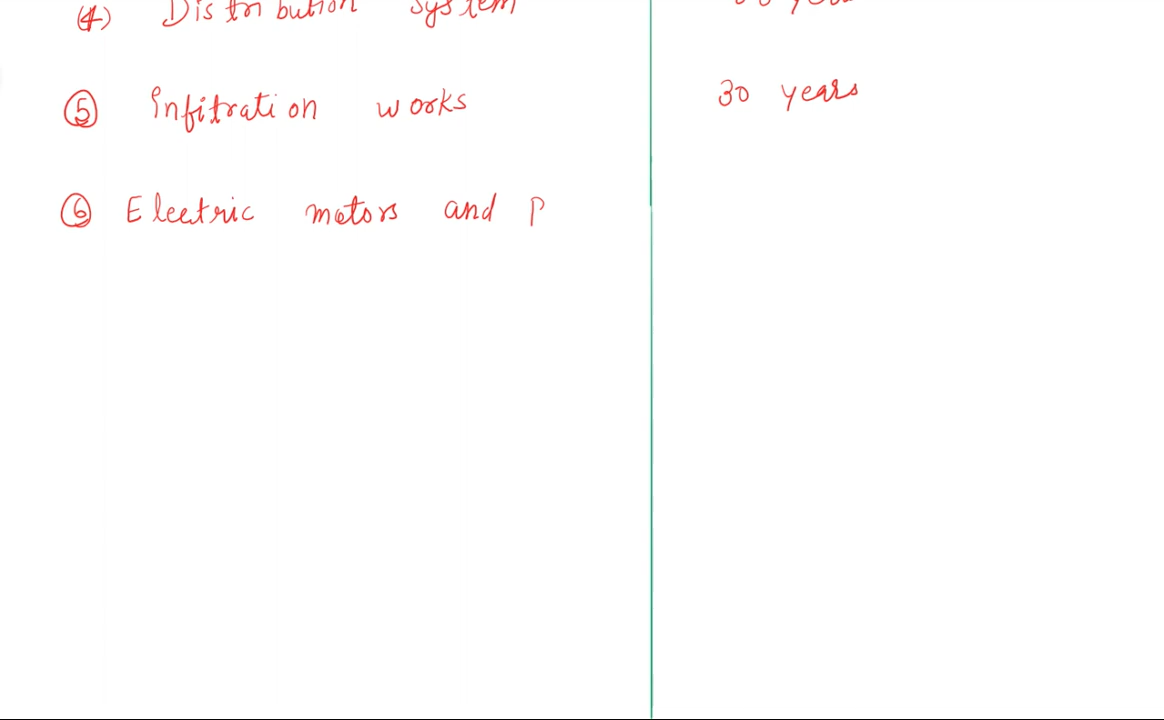 (4) Distribution system
⑤ Infitration works 30 years
⑥ Electric motors and P